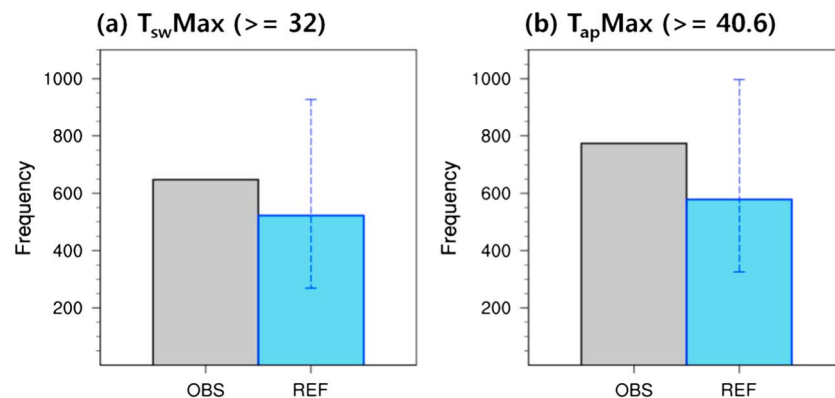 (a) TswMax (>= 32)
1000
800
600
400
200
Frequency
OBS REF
(b) TapMax (>= 40.6)
1000
800
600
400
200
Frequency
OBS REF